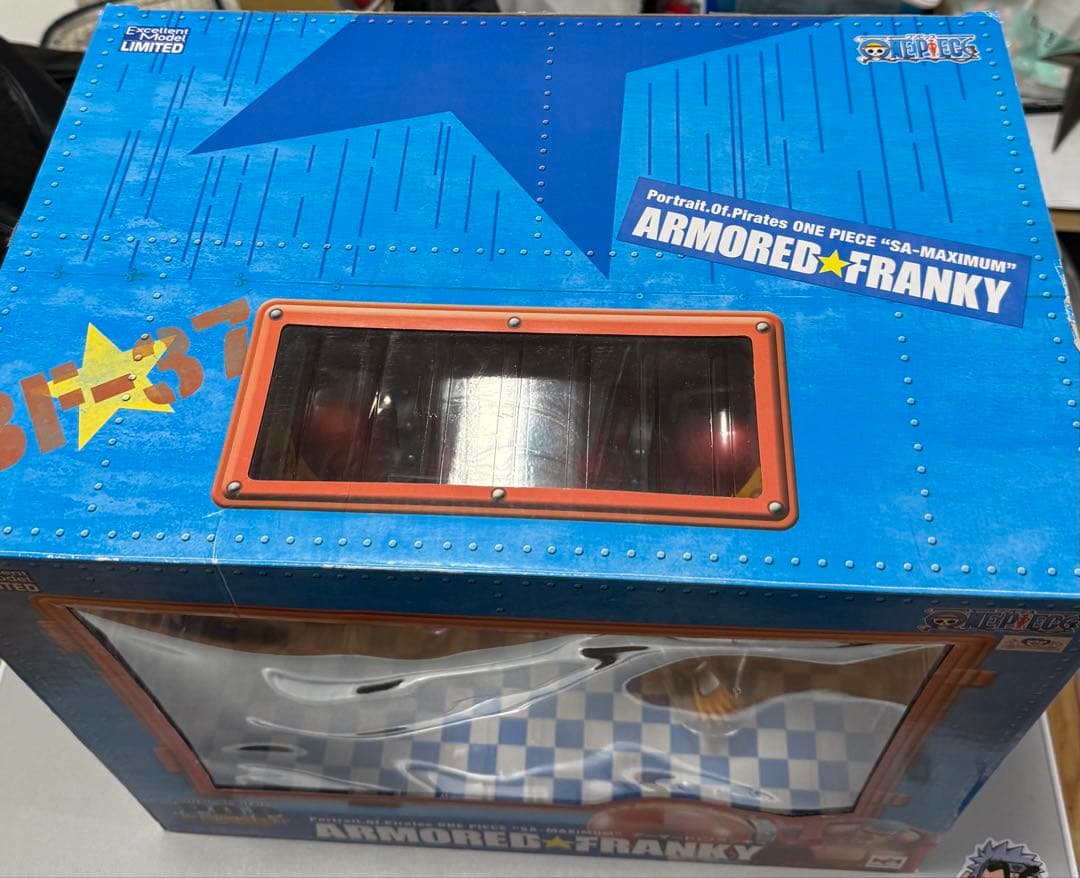 Excellent
Model
LIMITED
ONE PIECE
Portrait.Of.Pirates ONE PIECE “SA-MAXIMUM”
ARMORED★FRANKY
BF-37
ONE PIECE
Portrait.Of.Pirates ONE PIECE “SA-MAXIMUM”
ARMORED★FRANKY